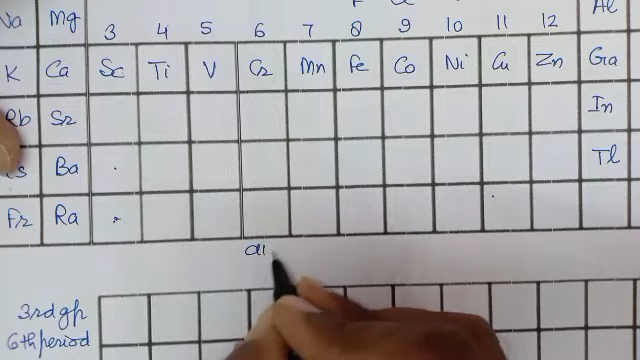 Na Mg 3 4 5 6 7 8 9 10 11 12 Al
K Ca Sc Ti V Cr Mn Fe Co Ni Cu Zn Ga
Rb Sr In
Cs Ba Tl
Fr Ra
3rd gp
6th period